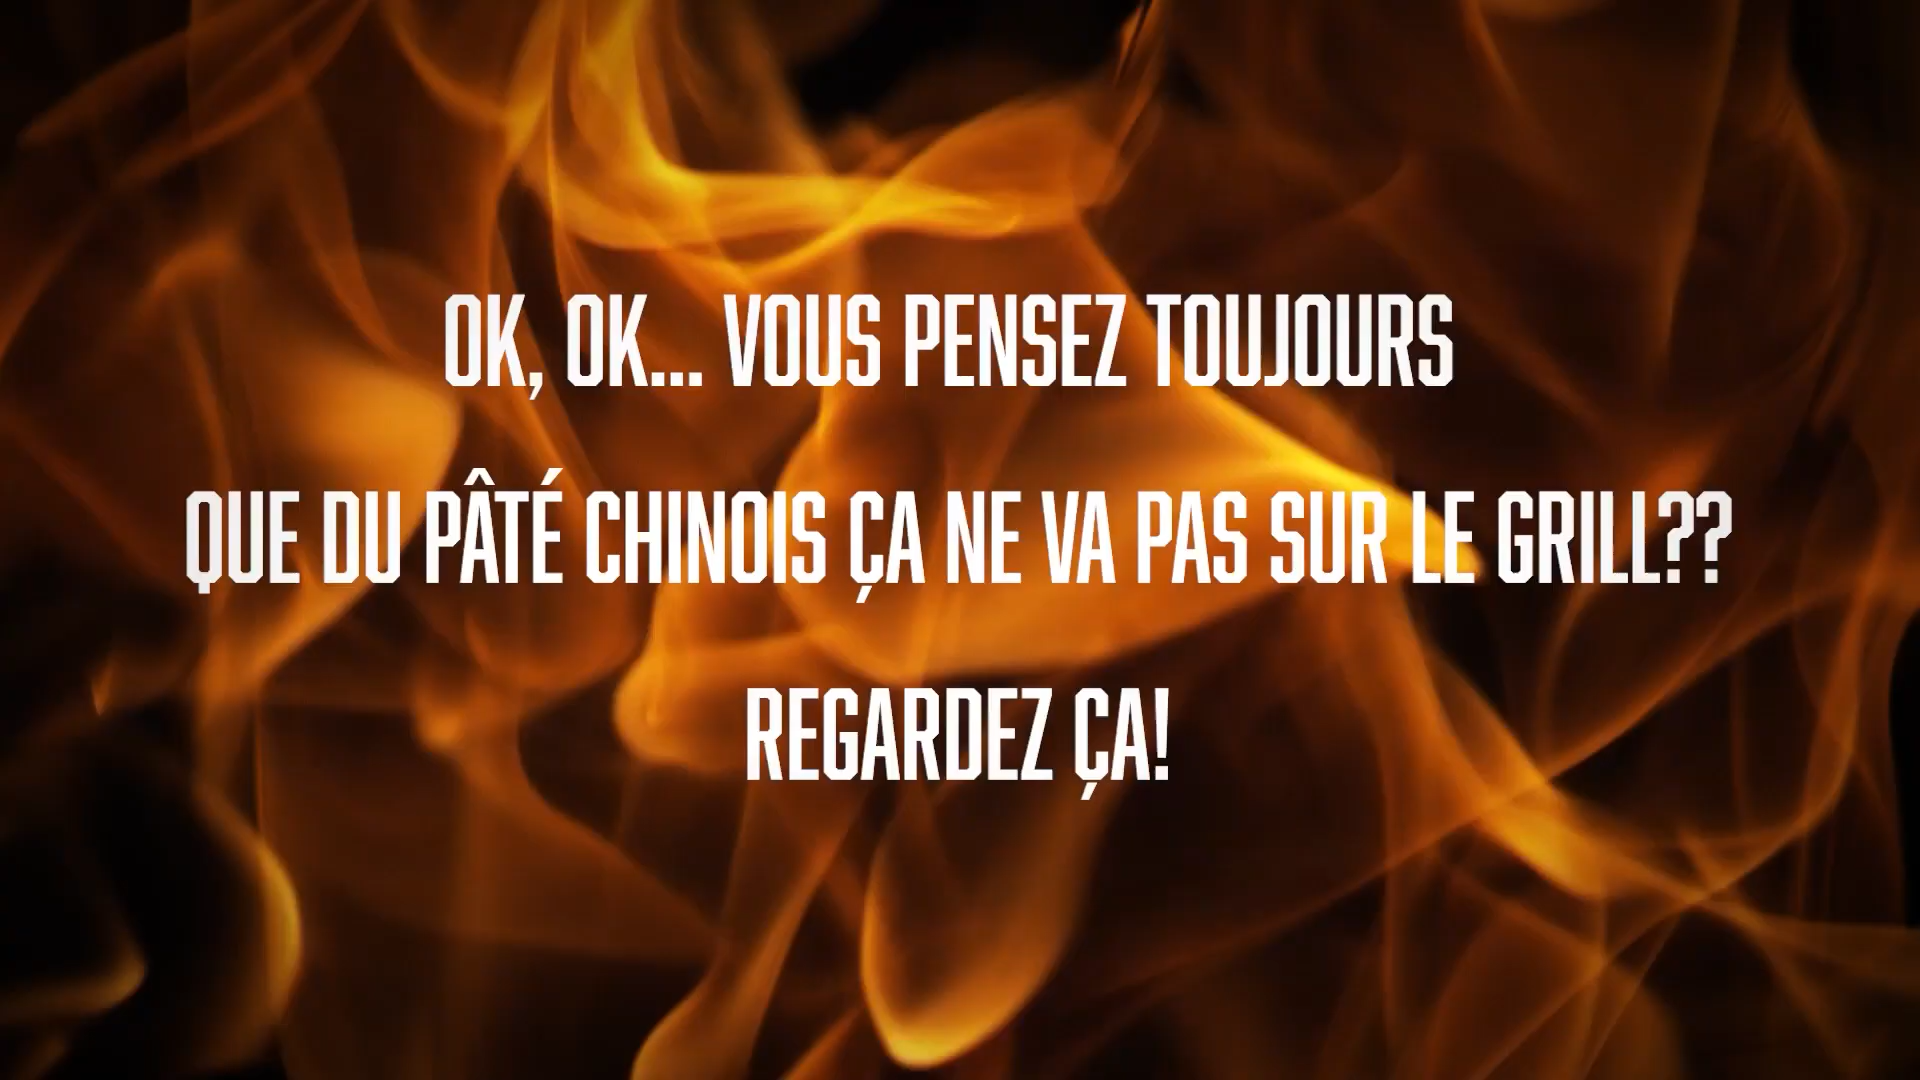 OK, OK... VOUS PENSEZ TOUJOURS
QUE DU PÂTÉ CHINOIS ÇA NE VA PAS SUR LE GRILL??
REGARDEZ ÇA!